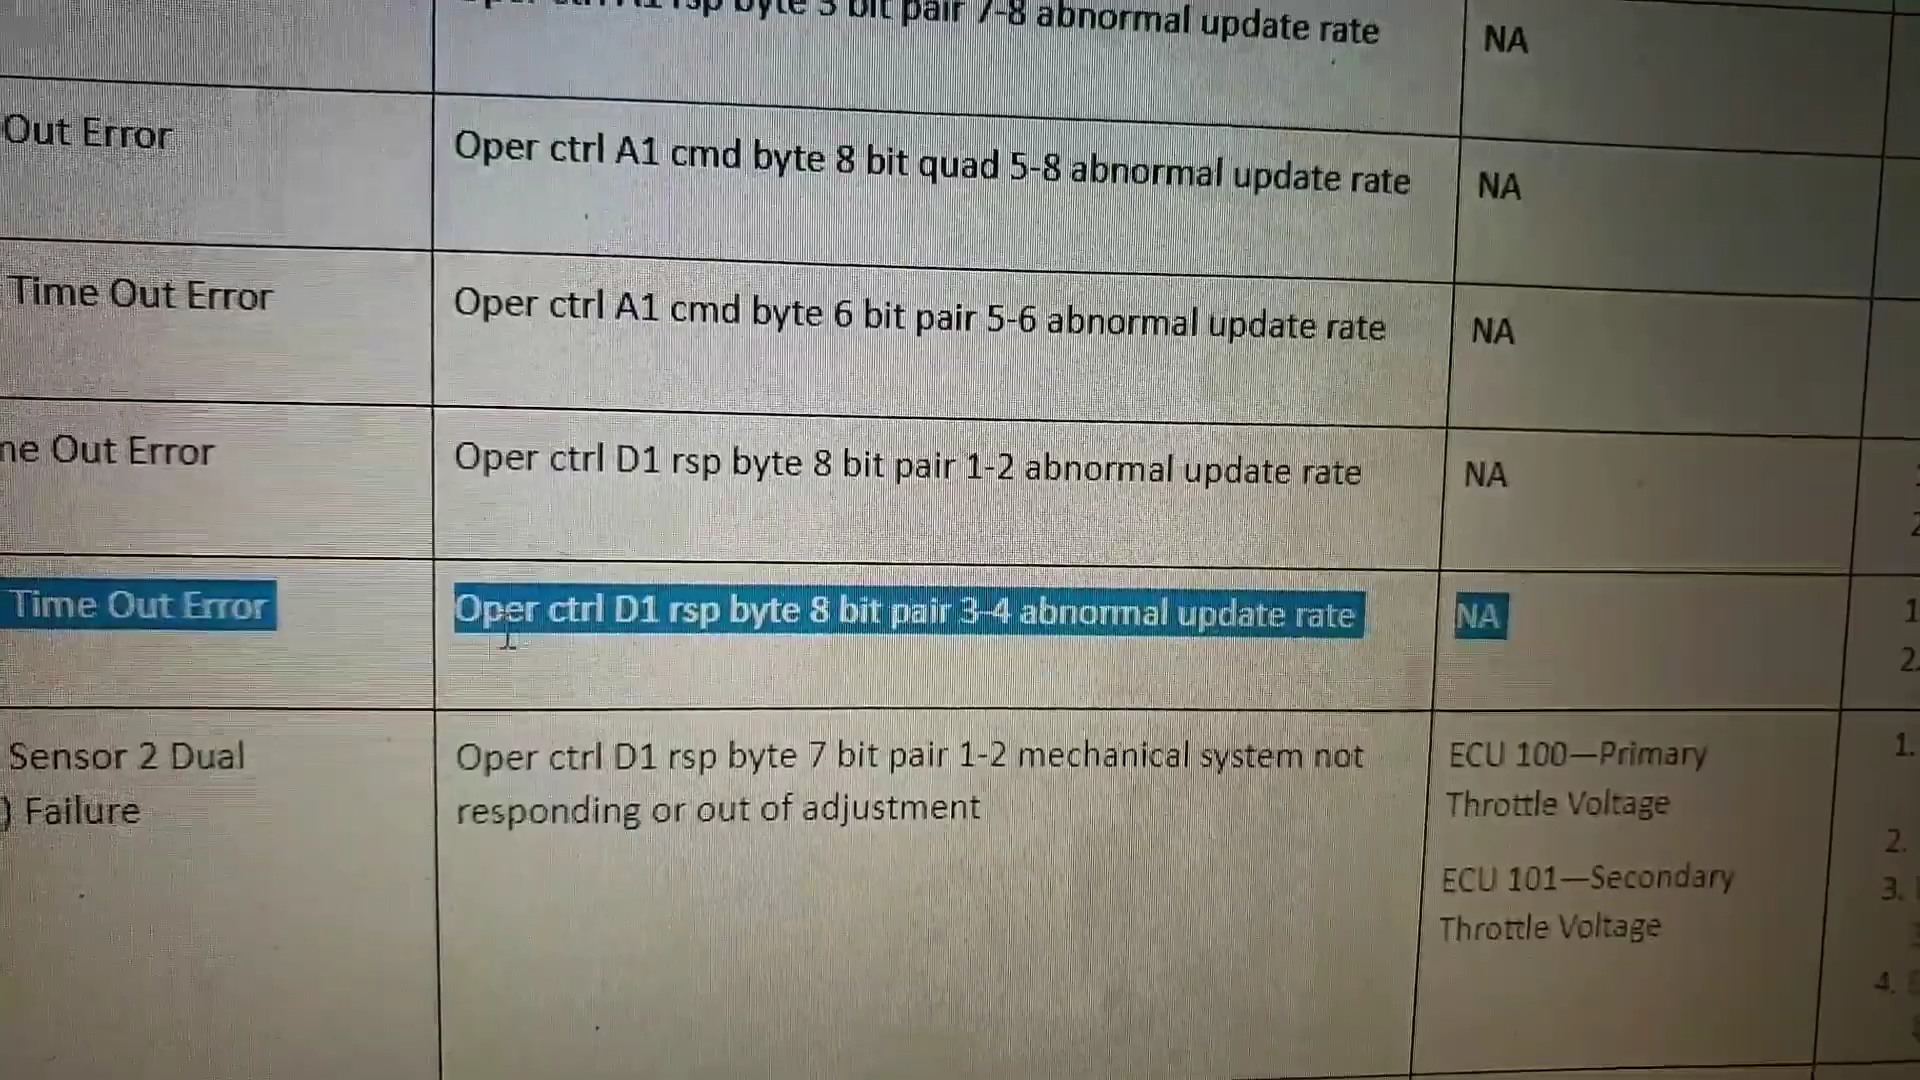 rsp byte 3 bit pair 7-8 abnormal update rate
NA
Out Error
Oper ctrl A1 cmd byte 8 bit quad 5-8 abnormal update rate
NA
Time Out Error
Oper ctrl A1 cmd byte 6 bit pair 5-6 abnormal update rate
NA
Out Error
Oper ctrl D1 rsp byte 8 bit pair 1-2 abnormal update rate
NA
Time Out Error
Oper ctrl D1 rsp byte 8 bit pair 3-4 abnormal update rate
NA
1
2.
Sensor 2 Dual
) Failure
Oper ctrl D1 rsp byte 7 bit pair 1-2 mechanical system not
responding or out of adjustment
ECU 100—Primary
Throttle Voltage
ECU 101—Secondary
Throttle Voltage
1.
2.
3.
4.